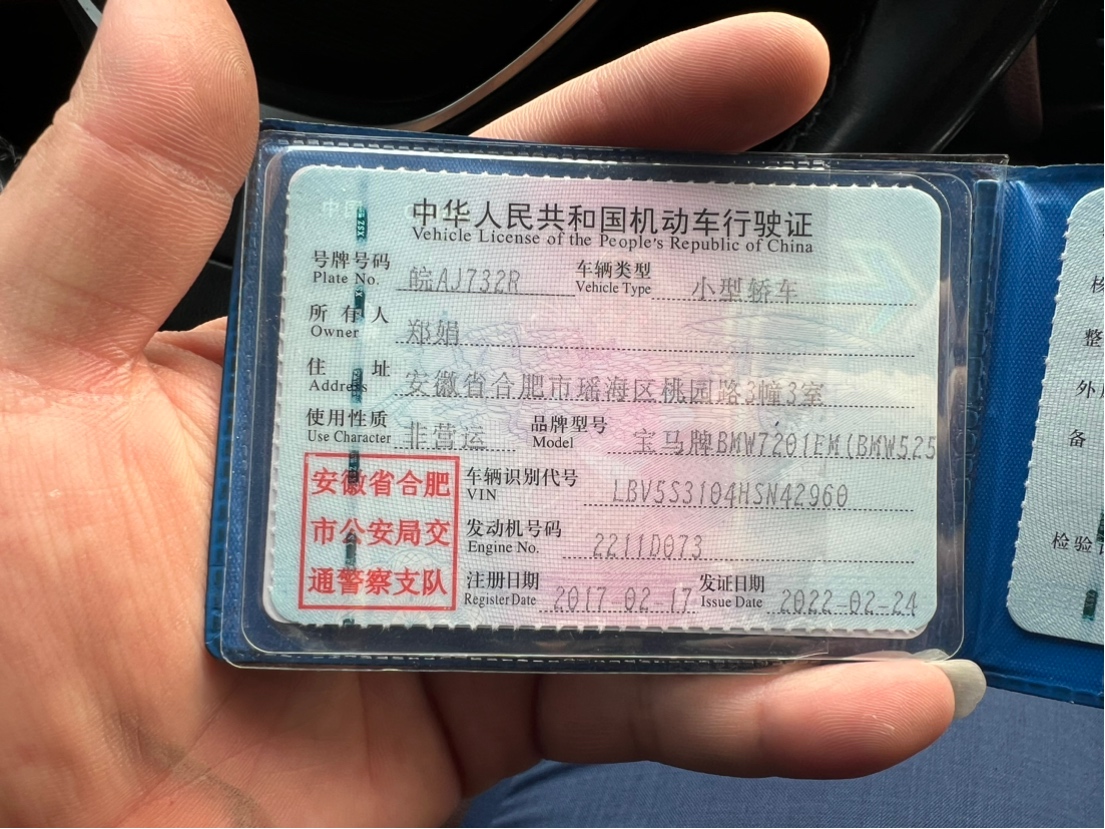 中华人民共和国机动车行驶证
Vehicle License of the People's Republic of China
号牌号码 皖AJ732R 车辆类型 小型轿车
Plate No. Vehicle Type
所有人 郑娟
Owner
住址 安徽省合肥市瑶海区桃园路3幢3室
Address
使用性质 非营运 品牌型号 宝马牌BMW7201EM(BMW525
Use Character Model
安徽省合肥
市公安局交
通警察支队
车辆识别代号 LBV5S3104HSN42960
VIN
发动机号码 2211D073
Engine No.
注册日期 2017-02-17 发证日期 2022-02-24
Register Date Issue Date
整
外
备
检验